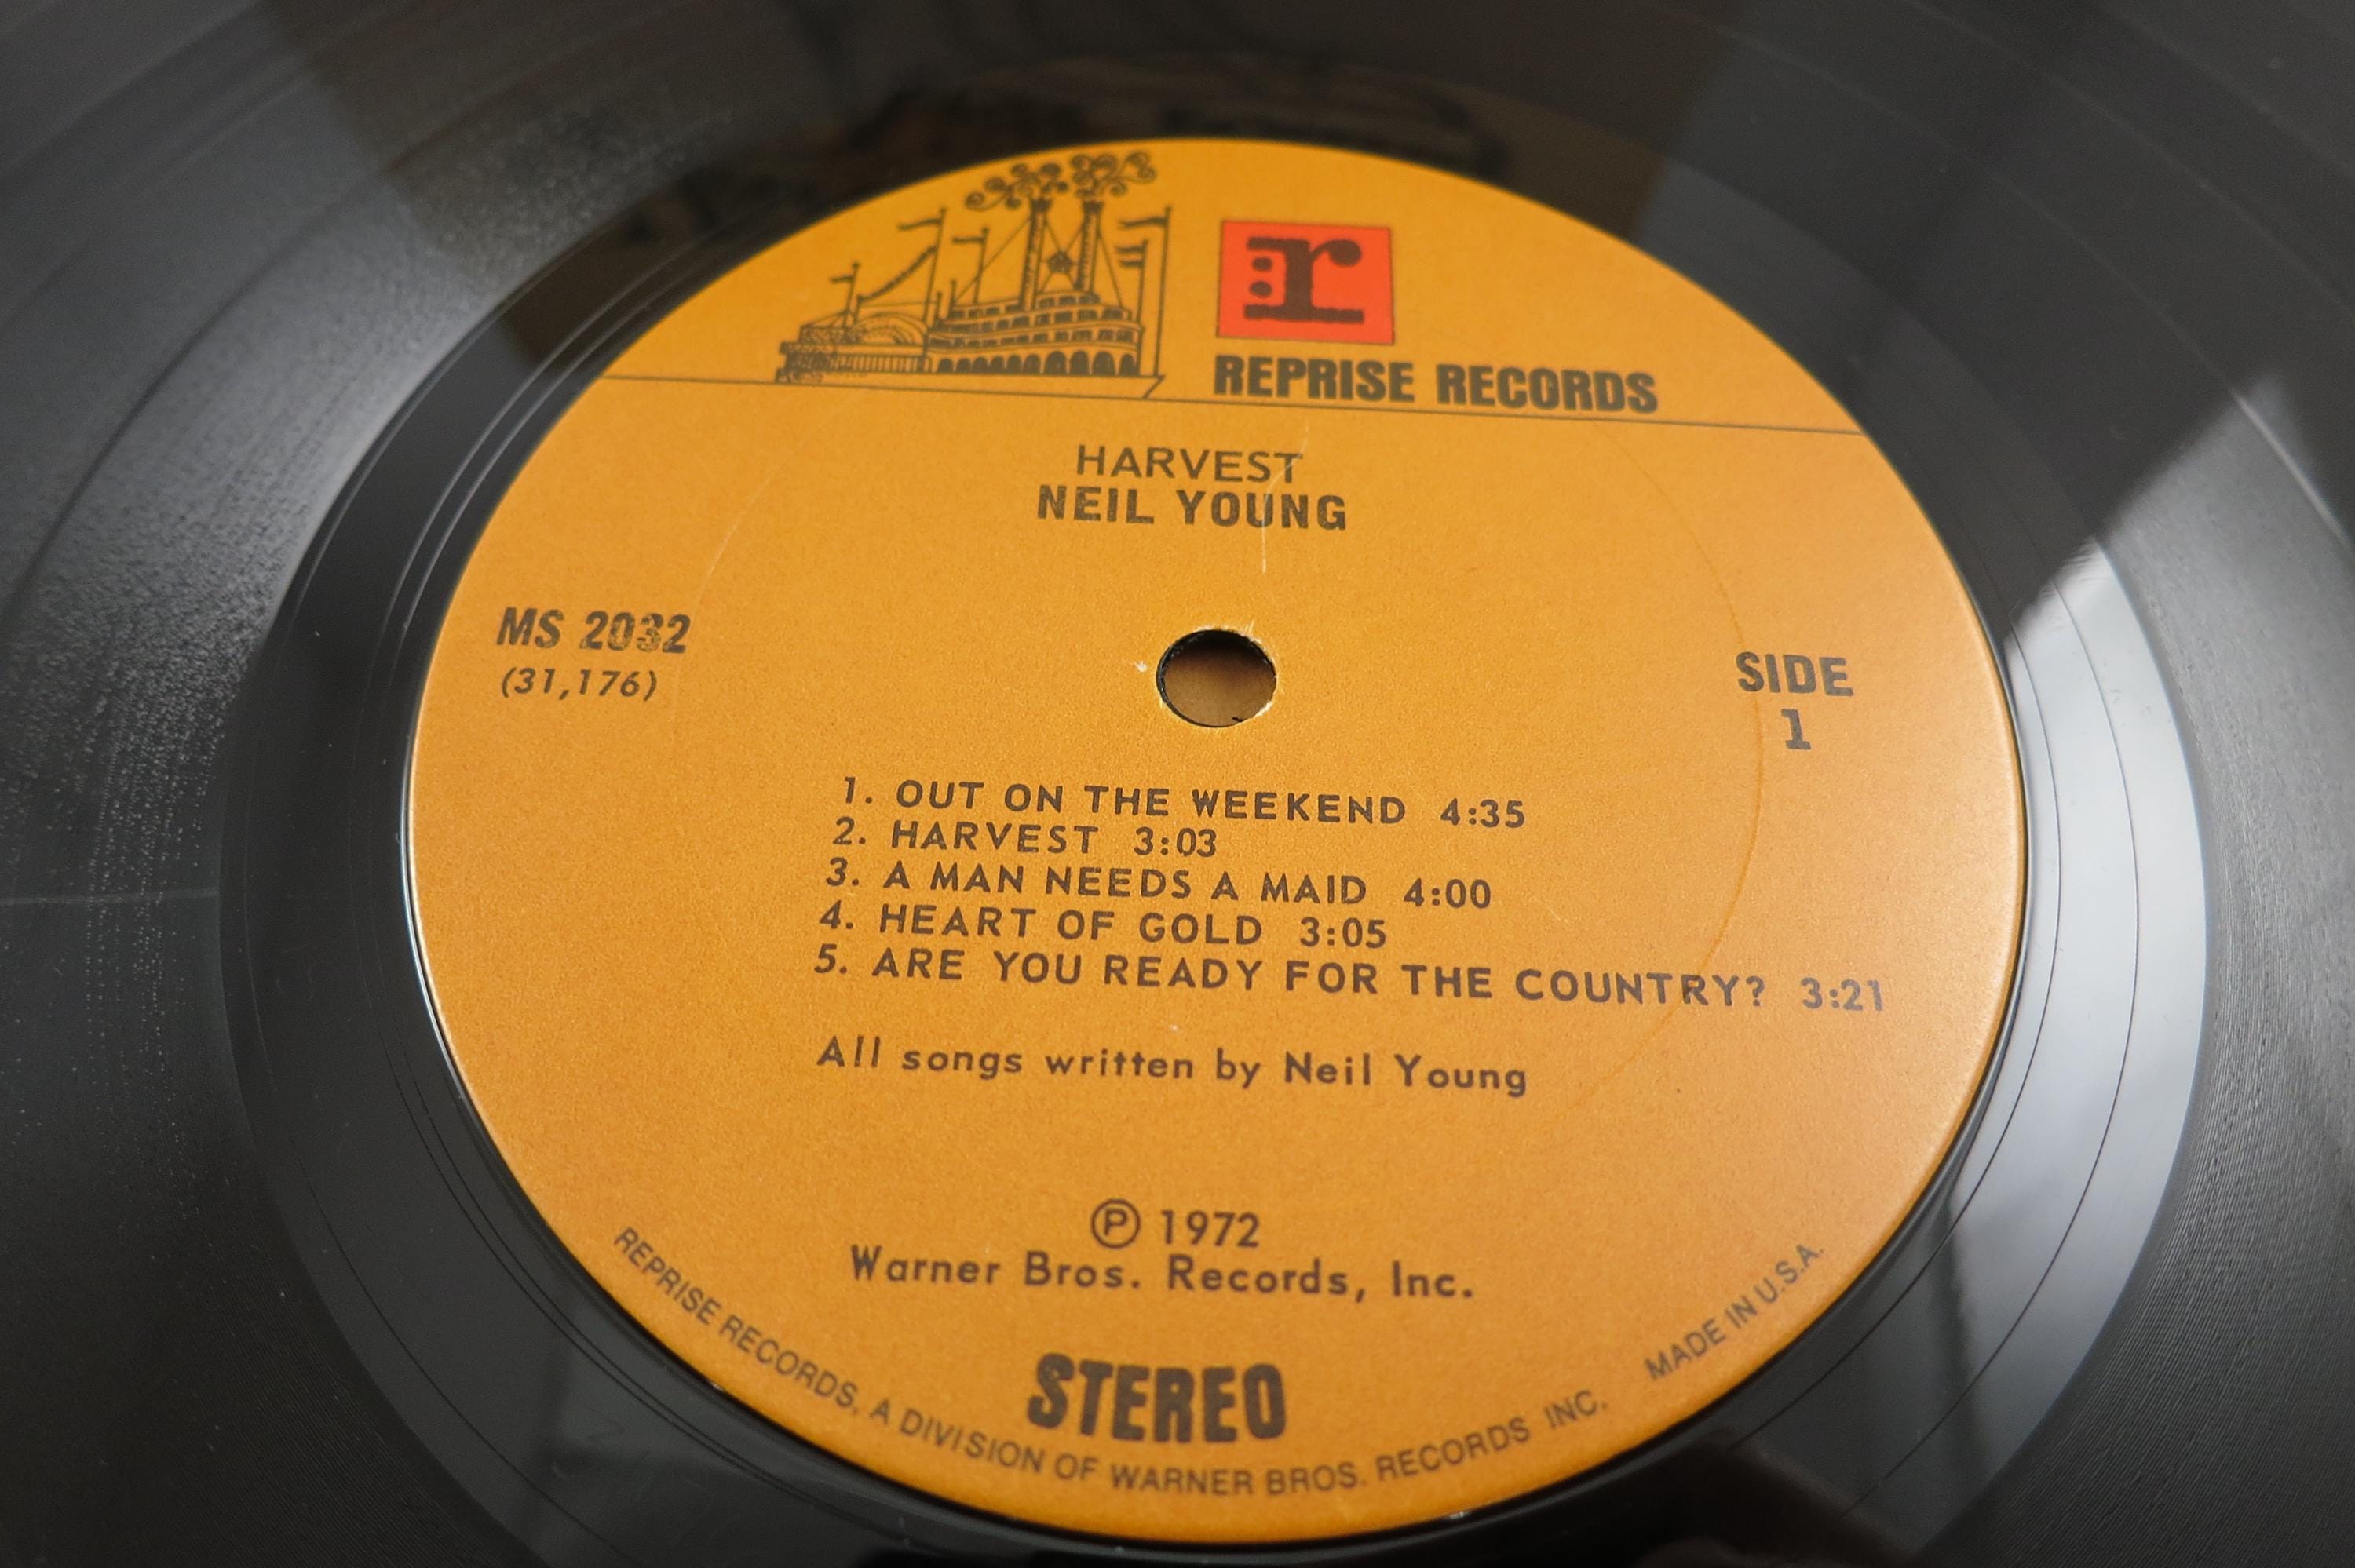 r
REPRISE RECORDS
HARVEST
NEIL YOUNG
MS 2032
(31,176)
SIDE
1
1. OUT ON THE WEEKEND 4:35
2. HARVEST 3:03
3. A MAN NEEDS A MAID 4:00
4. HEART OF GOLD 3:05
5. ARE YOU READY FOR THE COUNTRY? 3:21
All songs written by Neil Young
℗ 1972
Warner Bros. Records, Inc.
STEREO
REPRISE RECORDS, A DIVISION OF WARNER BROS. RECORDS INC. MADE IN U.S.A.